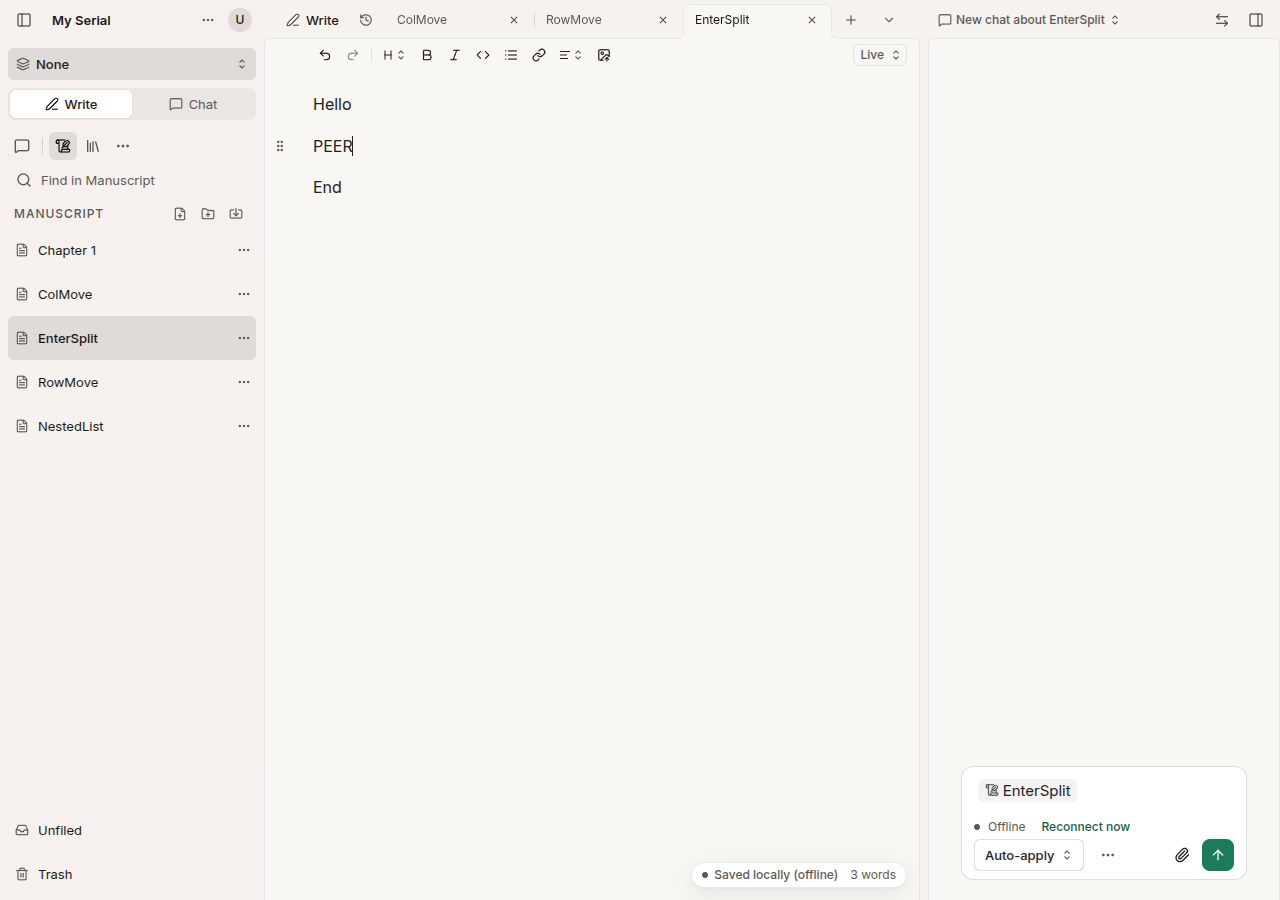 My Serial
U
None
Write
Chat
Find in Manuscript
MANUSCRIPT
Chapter 1
ColMove
EnterSplit
RowMove
NestedList
Unfiled
Trash
Write
ColMove
RowMove
EnterSplit
H
B
I
Live
Hello
PEER
End
Saved locally (offline) 3 words
New chat about EnterSplit
EnterSplit
Offline Reconnect now
Auto-apply